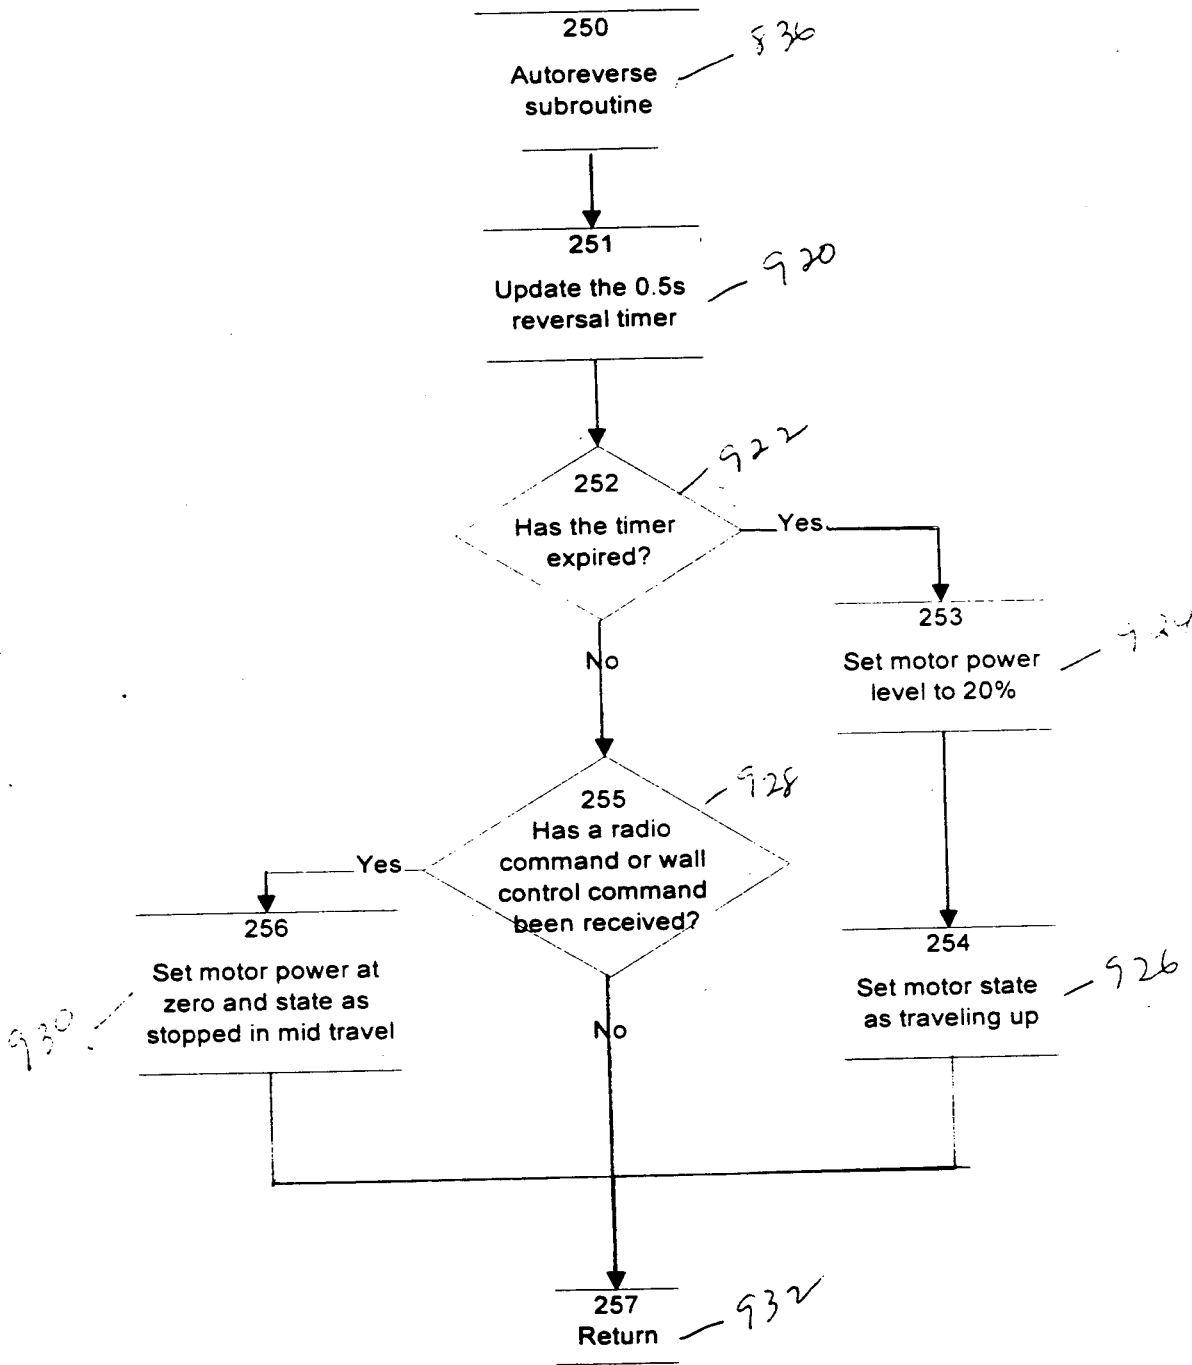 250
836
Autoreverse
subroutine
251
920
Update the 0.5s
reversal timer
922
252
Has the timer
expired?
Yes
253
Set motor power
level to 20%
No
928
255
Has a radio
command or wall
control command
been received?
Yes
256
Set motor power at
zero and state as
stopped in mid travel
930
254
Set motor state
as traveling up
926
No
257
Return
932